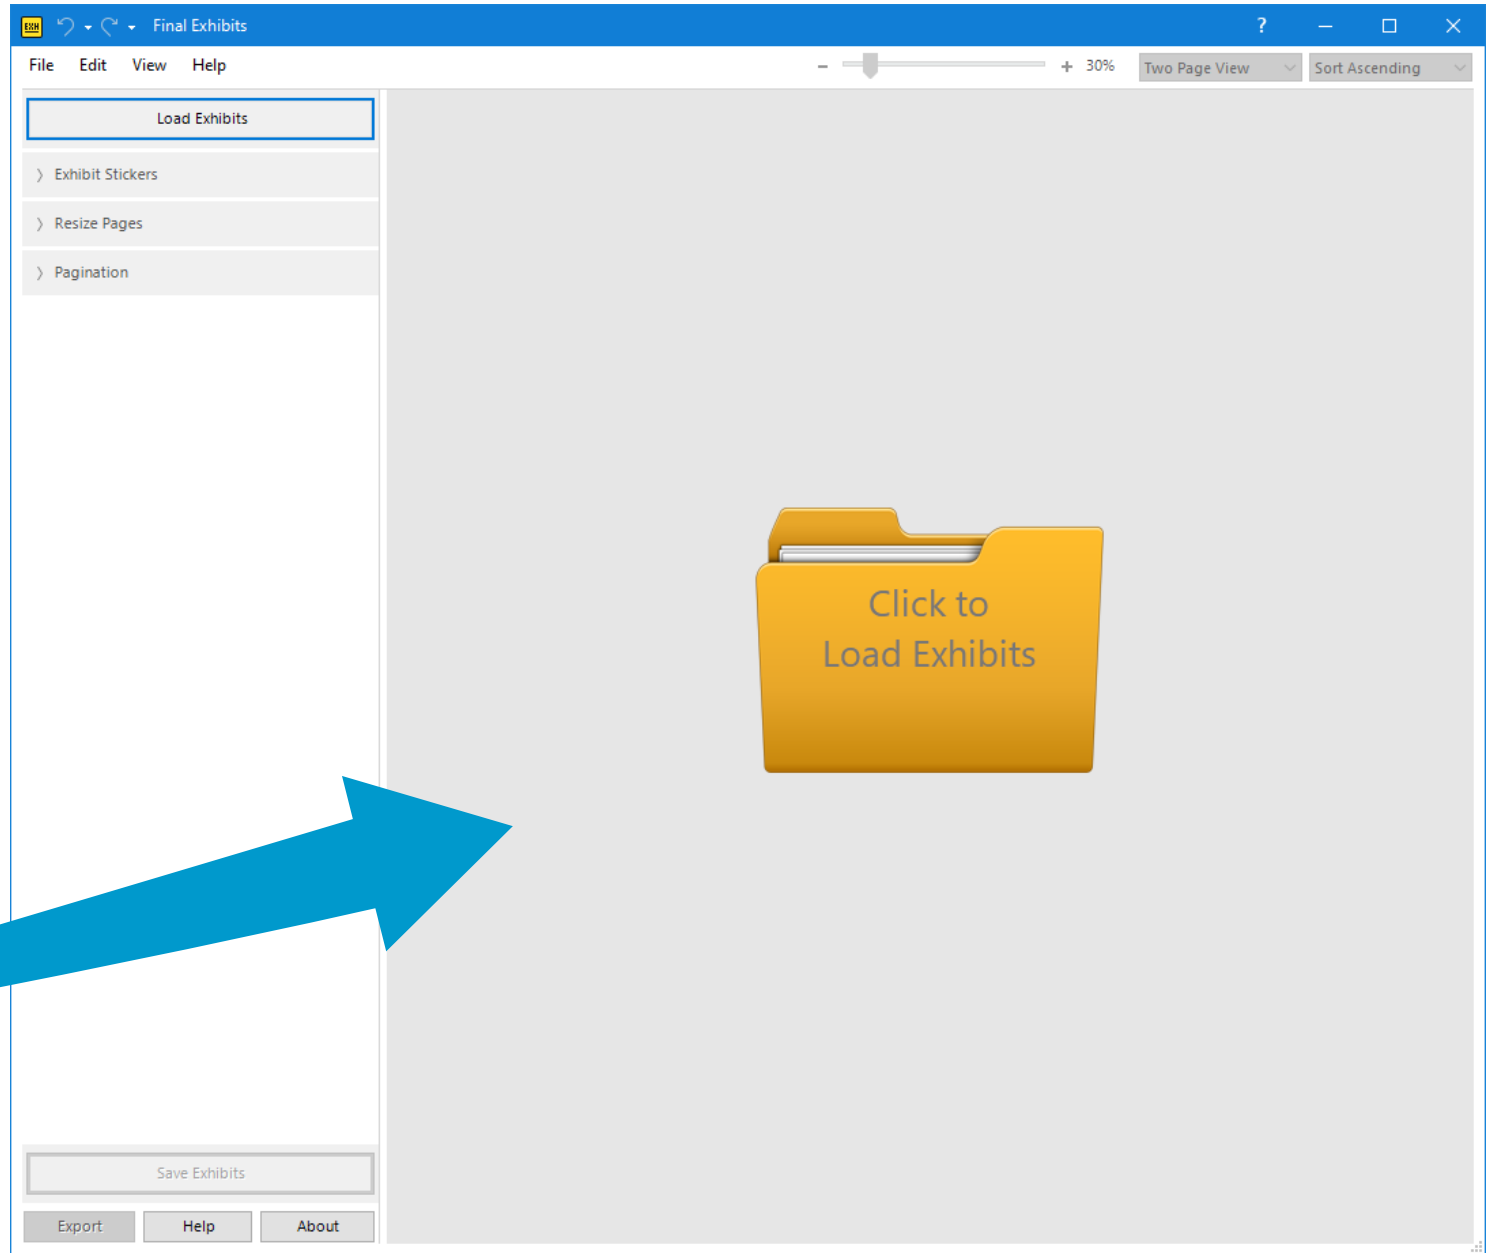 EXH Final Exhibits ?
File Edit View Help - + 30% Two Page View Sort Ascending
Load Exhibits
Exhibit Stickers
Resize Pages
Pagination
Click to
Load Exhibits
Save Exhibits
Export Help About